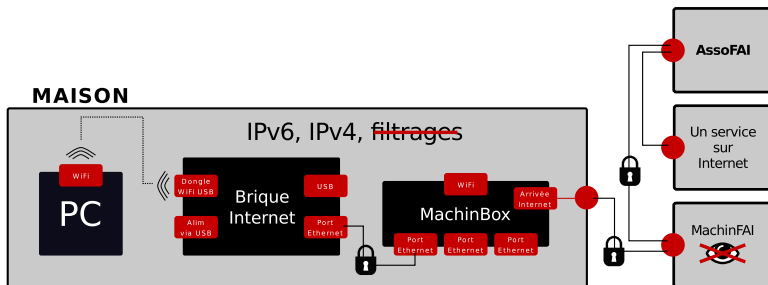 AssoFAI
MAISON
IPv6, IPv4, filtrages
Un service
sur
Internet
WiFi
PC
Dongle
WiFi USB
Alim
via USB
Brique
Internet
USB
Port
Ethernet
WiFi
Arrivée
Internet
MachinBox
Port
Ethernet
Port
Ethernet
Port
Ethernet
MachinFAI